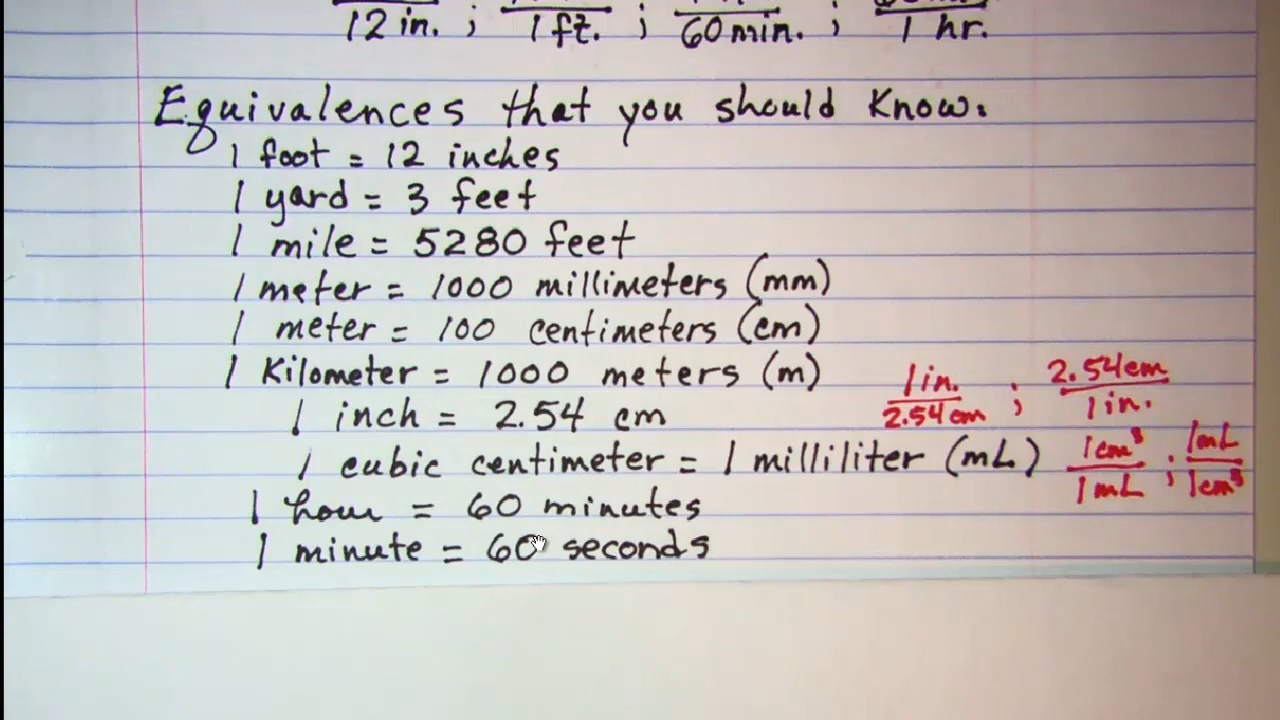 12 in. ; 1 ft. ; 60 min. ; 1 hr.
Equivalences that you should Know:
1 foot = 12 inches
1 yard = 3 feet
1 mile = 5280 feet
1 meter = 1000 millimeters (mm)
1 meter = 100 centimeters (cm)
1 Kilometer = 1000 meters (m)
1 in. / 2.54 cm ; 2.54 cm / 1 in.
1 inch = 2.54 cm
1 cubic centimeter = 1 milliliter (mL)
1 cm³ / 1 mL ; 1 mL / 1 cm³
1 hour = 60 minutes
1 minute = 60 seconds